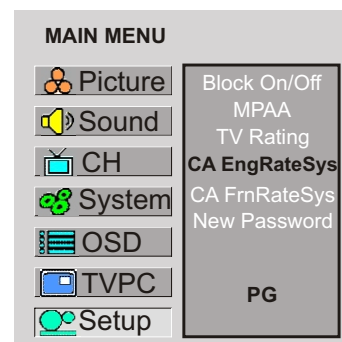 MAIN MENU
Picture
Sound
CH
System
OSD
TVPC
Setup
Block On/Off
MPAA
TV Rating
CA EngRateSys
CA FrnRateSys
New Password
PG